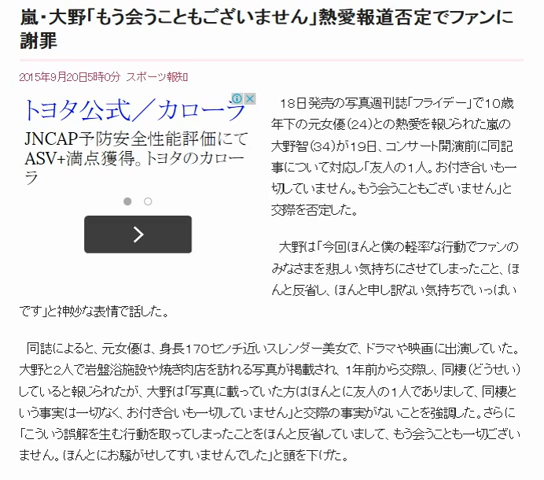 嵐・大野「もう会うこともございません」熱愛報道否定でファンに
謝罪
2015年9月20日5時0分 スポーツ報知
トヨタ公式／カローラ
JNCAP予防安全性能評価にて
ASV+満点獲得。トヨタのカロー
ラ
18日発売の写真週刊誌「フライデー」で10歳
年下の元女優（24）との熱愛を報じられた嵐の
大野智（34）が19日、コンサート開演前に同記
事について対応し「友人の1人。お付き合いも一
切していません。もう会うこともございません」と
交際を否定した。
大野は「今回ほんと僕の軽率な行動でファンの
みなさまを悲しい気持ちにさせてしまったこと、ほ
んと反省し、ほんと申し訳ない気持ちでいっぱい
です」と神妙な表情で話した。
同誌によると、元女優は、身長170センチ近いスレンダー美女で、ドラマや映画に出演していた。
大野と2人で岩盤浴施設や焼き肉店を訪れる写真が掲載され、1年前から交際し、同棲（どうせい）
していると報じられたが、大野は「写真に載っていた方はほんとに友人の1人でありまして、同棲と
いう事実は一切なく、お付き合いも一切していません」と交際の事実がないことを強調した。さらに
「こういう誤解を生む行動を取ってしまったことをほんと反省していまして、もう会うことも一切ござい
ません。ほんとにお騒がせしてすいませんでした」と頭を下げた。